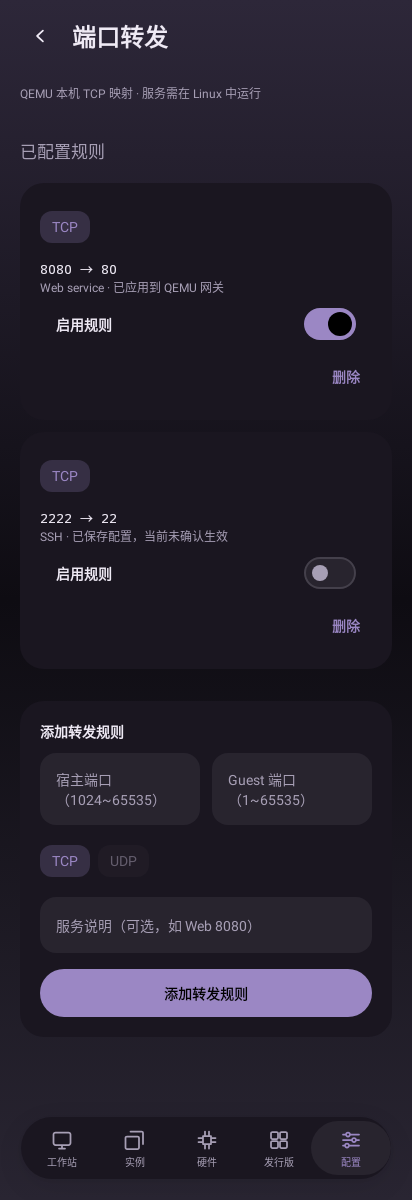 端口转发
QEMU 本机 TCP 映射 · 服务需在 Linux 中运行
已配置规则
TCP
8080 → 80
Web service · 已应用到 QEMU 网关
启用规则
删除
TCP
2222 → 22
SSH · 已保存配置，当前未确认生效
启用规则
删除
添加转发规则
宿主端口
（1024~65535）
Guest 端口
（1~65535）
TCP UDP
服务说明（可选，如 Web 8080）
添加转发规则
工作站 实例 硬件 发行版 配置